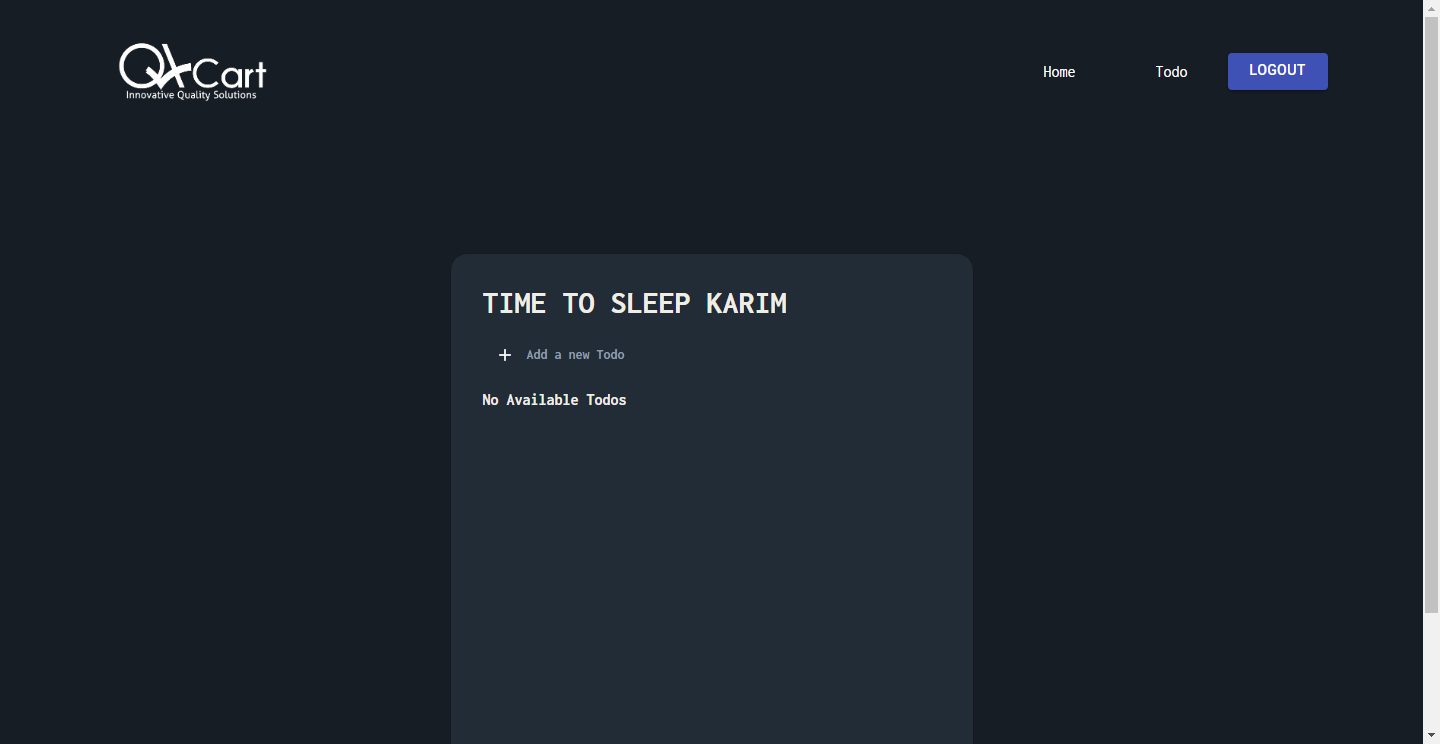 QACart
Innovative Quality Solutions
Home
Todo
LOGOUT
TIME TO SLEEP KARIM
Add a new Todo
No Available Todos